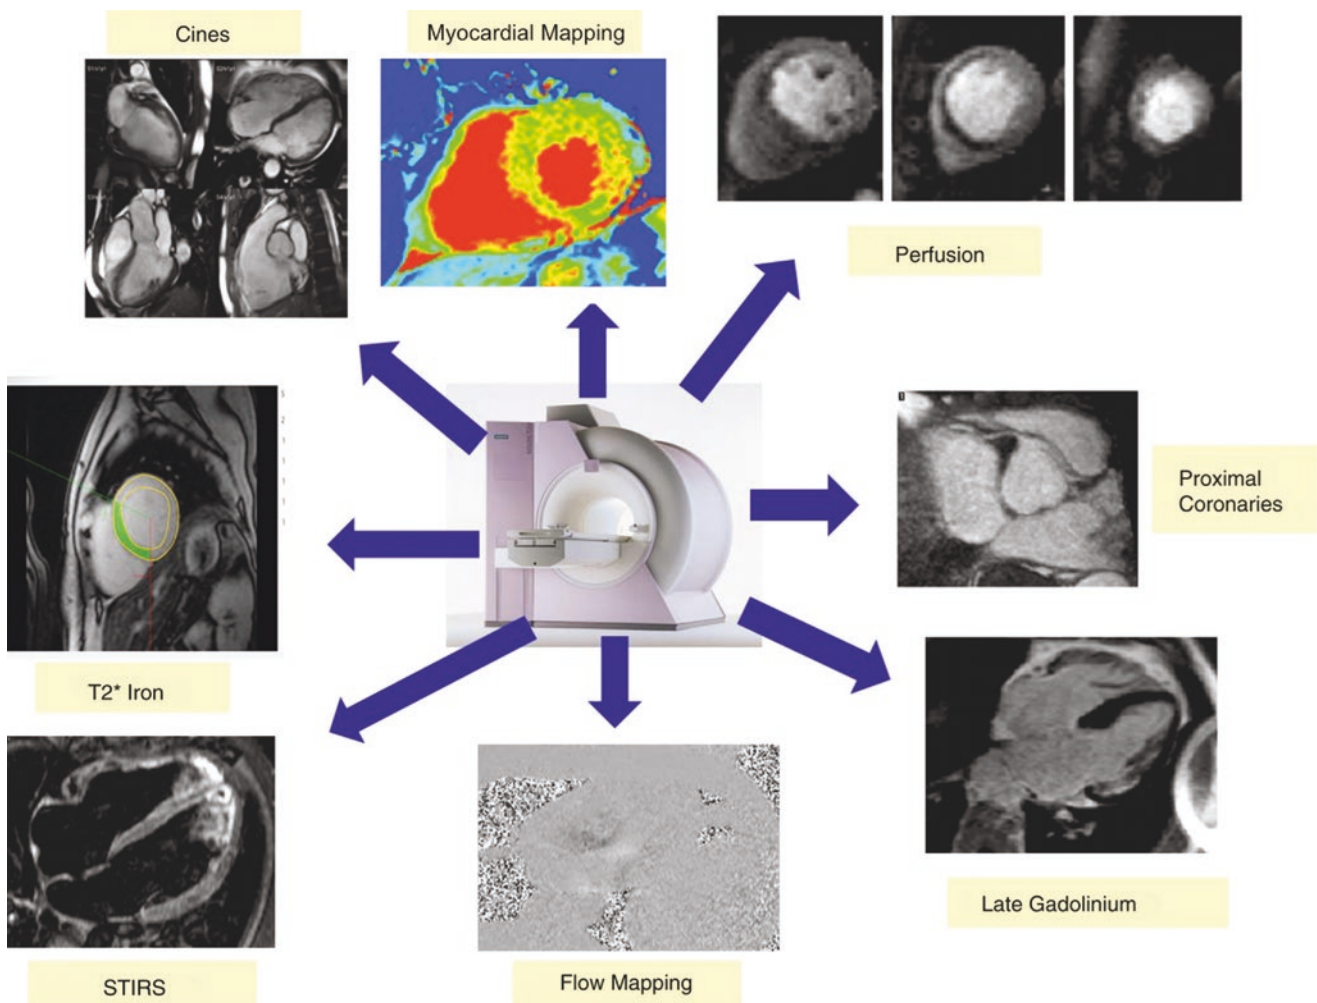 Cines
Myocardial Mapping
Perfusion
Proximal
Coronaries
T2* Iron
Late Gadolinium
STIRS
Flow Mapping